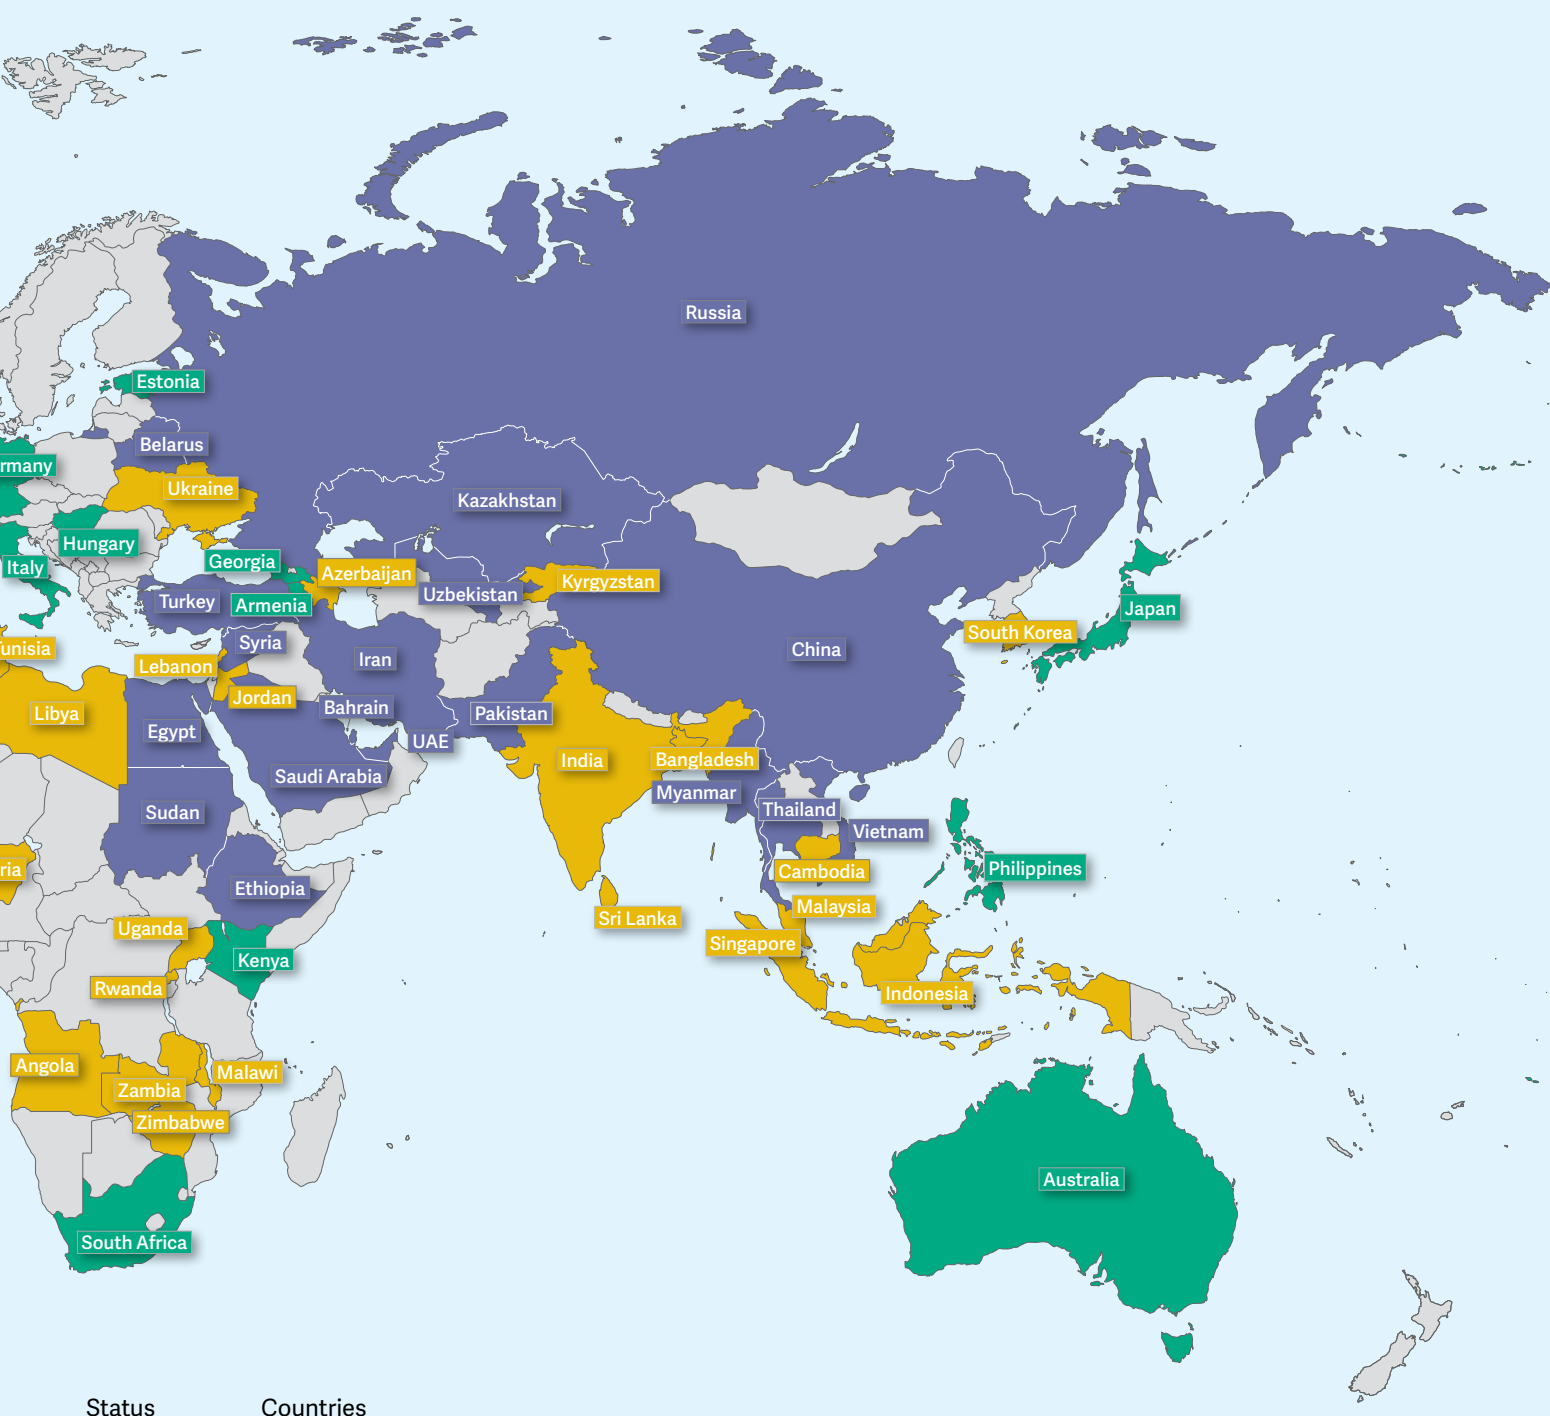 Russia
Estonia
Belarus
rmany
Ukraine
Kazakhstan
Hungary
Georgia
Italy
Azerbaijan
Kyrgyzstan
Uzbekistan
Turkey
Armenia
Japan
South Korea
Syria
Tunisia
China
Iran
Lebanon
Jordan
Bahrain
Libya
Pakistan
Egypt
UAE
India
Bangladesh
Saudi Arabia
Myanmar
Sudan
Thailand
Vietnam
ria
Philippines
Cambodia
Ethiopia
Malaysia
Sri Lanka
Uganda
Singapore
Kenya
Rwanda
Indonesia
Angola
Malawi
Zambia
Zimbabwe
Australia
South Africa
Status Countries